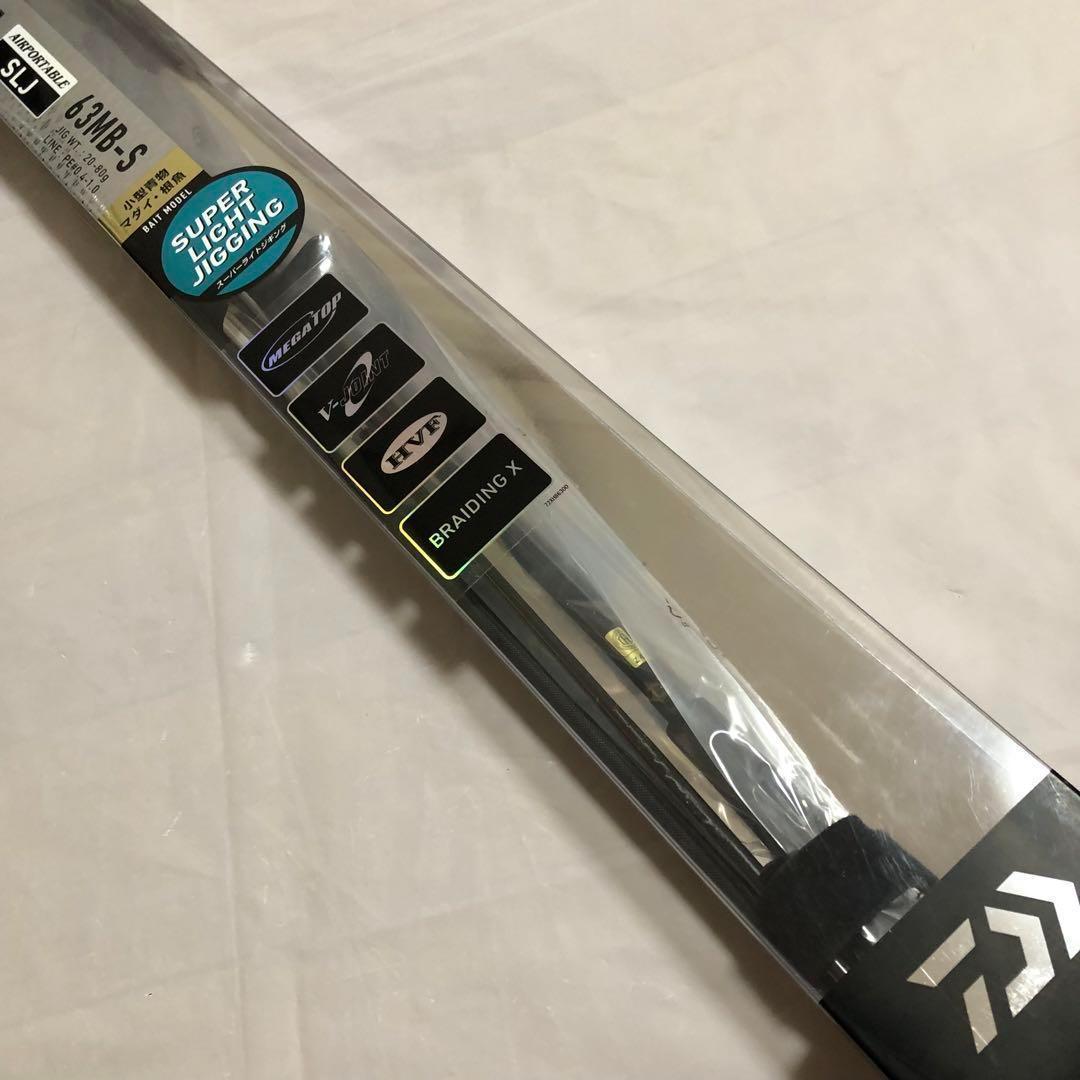 AIRPORTABLE
SLJ
63MB-S
JIG WT. : 20-80g
LINE : PE#0.4-1.0
小型青物
マダイ・根魚
BAIT MODEL
SUPER
LIGHT
JIGGING
スーパーライトジギング
MEGATOP
V-JOINT
HVF
BRAIDING X